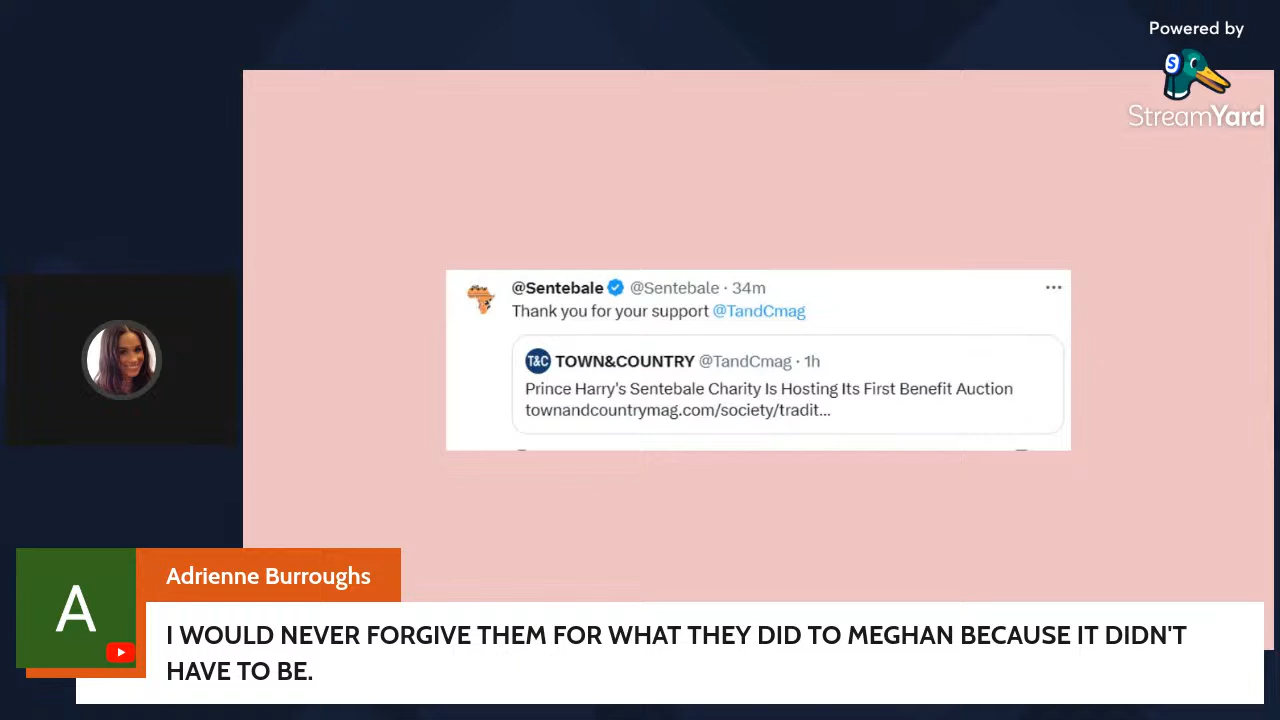 Powered by
S
StreamYard
@Sentebale @Sentebale · 34m ···
Thank you for your support @TandCmag
T&C TOWN&COUNTRY @TandCmag · 1h
Prince Harry's Sentebale Charity Is Hosting Its First Benefit Auction
townandcountrymag.com/society/tradit...
A
Adrienne Burroughs
I WOULD NEVER FORGIVE THEM FOR WHAT THEY DID TO MEGHAN BECAUSE IT DIDN'T
HAVE TO BE.